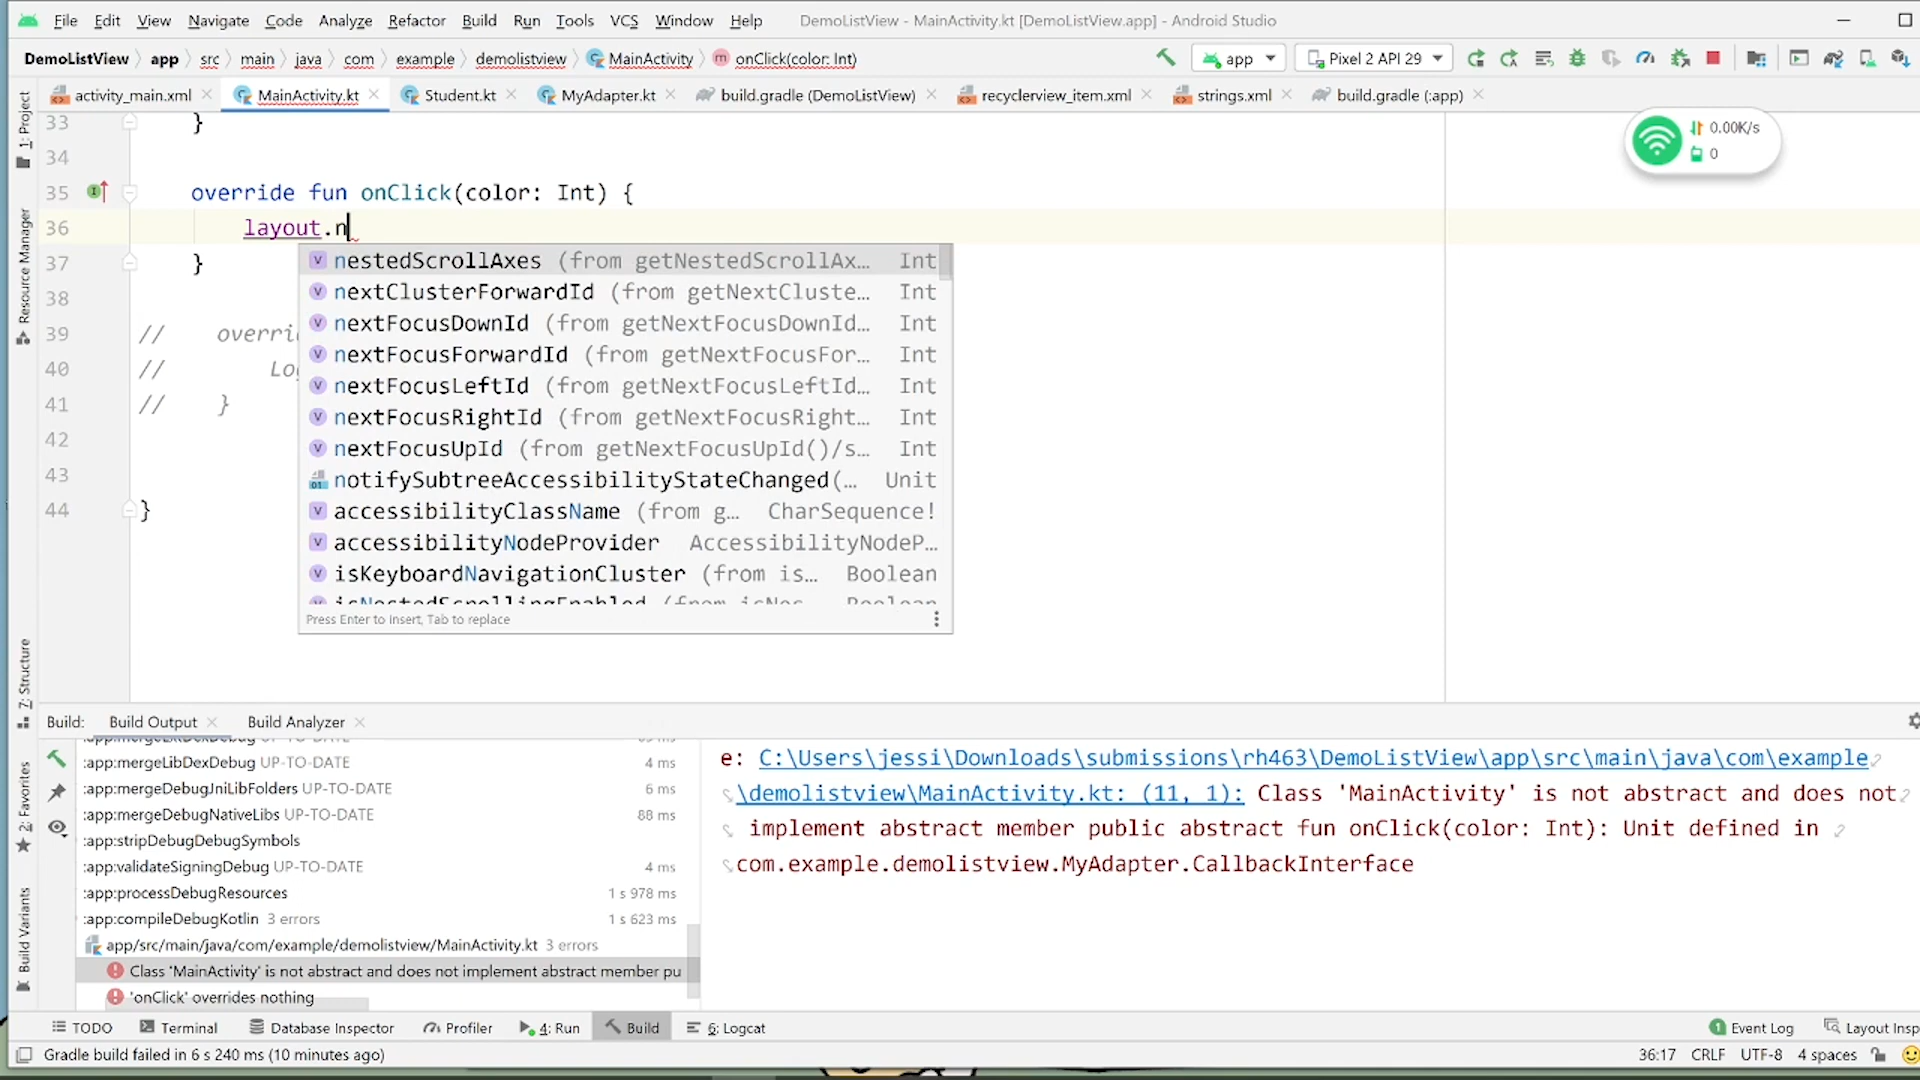 File Edit View Navigate Code Analyze Refactor Build Run Tools VCS Window Help DemoListView - MainActivity.kt [DemoListView.app] - Android Studio
DemoListView app src main java com example demolistview MainActivity onClick(color: Int) app Pixel 2 API 29
activity_main.xml MainActivity.kt Student.kt MyAdapter.kt build.gradle (DemoListView) recyclerview_item.xml strings.xml build.gradle (:app)
1: Project
Resource Manager
7: Structure
2: Favorites
Build Variants
0.00K/s
0
33 }
34
35 override fun onClick(color: Int) {
36 layout.n
37 }
38
39 // overri
40 // Lo
41 // }
42
43
44 }
nestedScrollAxes (from getNestedScrollAx… Int
nextClusterForwardId (from getNextCluste… Int
nextFocusDownId (from getNextFocusDownId… Int
nextFocusForwardId (from getNextFocusFor… Int
nextFocusLeftId (from getNextFocusLeftId… Int
nextFocusRightId (from getNextFocusRight… Int
nextFocusUpId (from getNextFocusUpId()/s… Int
notifySubtreeAccessibilityStateChanged(… Unit
accessibilityClassName (from g… CharSequence!
accessibilityNodeProvider AccessibilityNodeP…
isKeyboardNavigationCluster (from is… Boolean
isNestedScrollingEnabled (from isNes… Boolean
Press Enter to insert, Tab to replace
Build: Build Output Build Analyzer
:app:mergeLibDexDebug UP-TO-DATE 4 ms
:app:mergeDebugJniLibFolders UP-TO-DATE 6 ms
:app:mergeDebugNativeLibs UP-TO-DATE 88 ms
:app:stripDebugDebugSymbols
:app:validateSigningDebug UP-TO-DATE 4 ms
:app:processDebugResources 1 s 978 ms
:app:compileDebugKotlin 3 errors 1 s 623 ms
app/src/main/java/com/example/demolistview/MainActivity.kt 3 errors
Class 'MainActivity' is not abstract and does not implement abstract member pu
'onClick' overrides nothing
e: C:\Users\jessi\Downloads\submissions\rh463\DemoListView\app\src\main\java\com\example
\demolistview\MainActivity.kt: (11, 1): Class 'MainActivity' is not abstract and does not
implement abstract member public abstract fun onClick(color: Int): Unit defined in
com.example.demolistview.MyAdapter.CallbackInterface
TODO Terminal Database Inspector Profiler 4: Run Build 6: Logcat 1 Event Log Layout Insp
Gradle build failed in 6 s 240 ms (10 minutes ago) 36:17 CRLF UTF-8 4 spaces